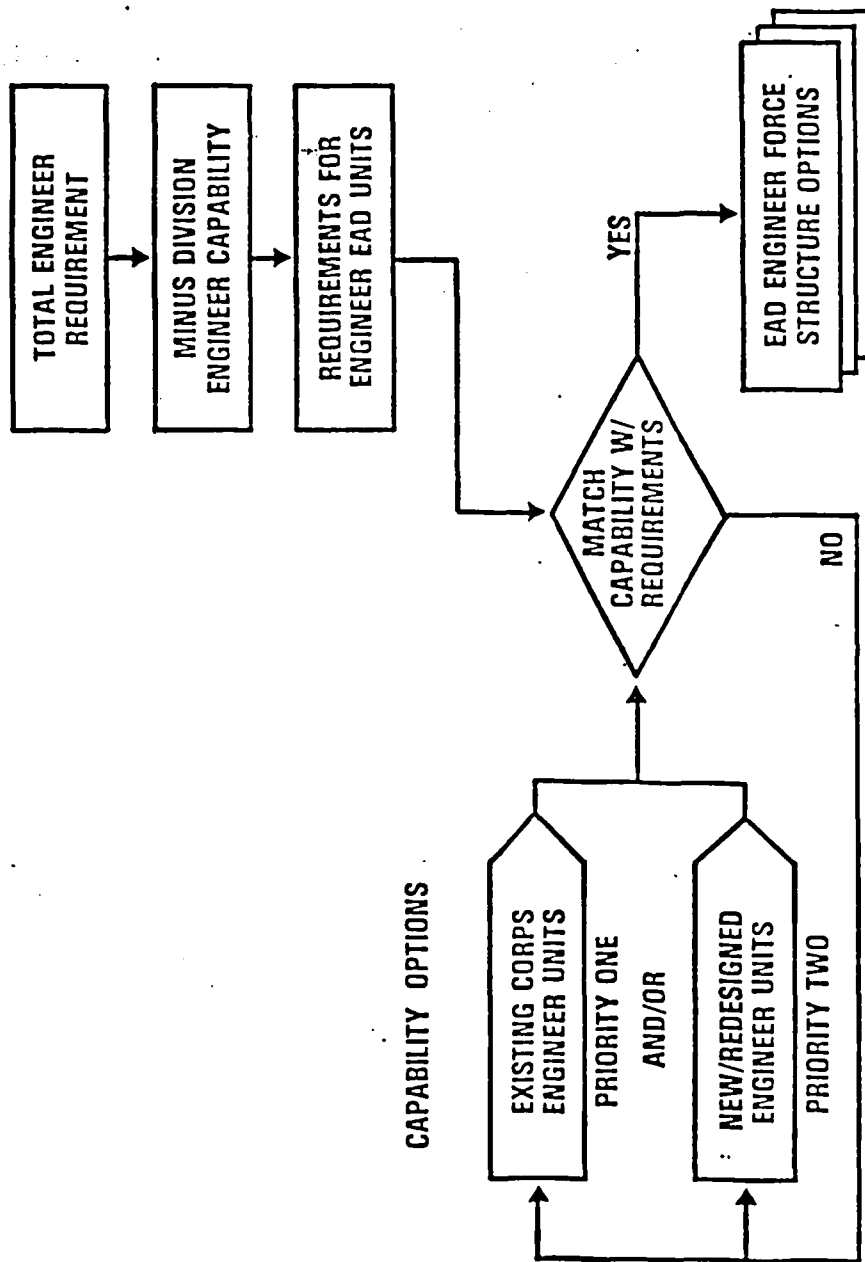 TOTAL ENGINEER
REQUIREMENT
MINUS DIVISION
ENGINEER CAPABILITY
REQUIREMENTS FOR
ENGINEER EAD UNITS
CAPABILITY OPTIONS
EXISTING CORPS
ENGINEER UNITS
PRIORITY ONE
AND/OR
NEW/REDESIGNED
ENGINEER UNITS
PRIORITY TWO
MATCH
CAPABILITY W/
REQUIREMENTS
YES
NO
EAD ENGINEER FORCE
STRUCTURE OPTIONS